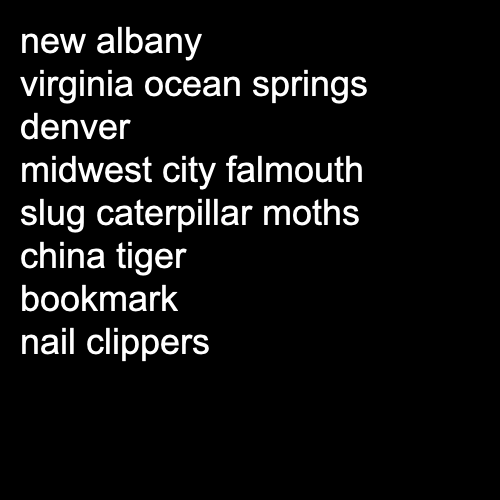 new albany
virginia ocean springs
denver
midwest city falmouth
slug caterpillar moths
china tiger
bookmark
nail clippers